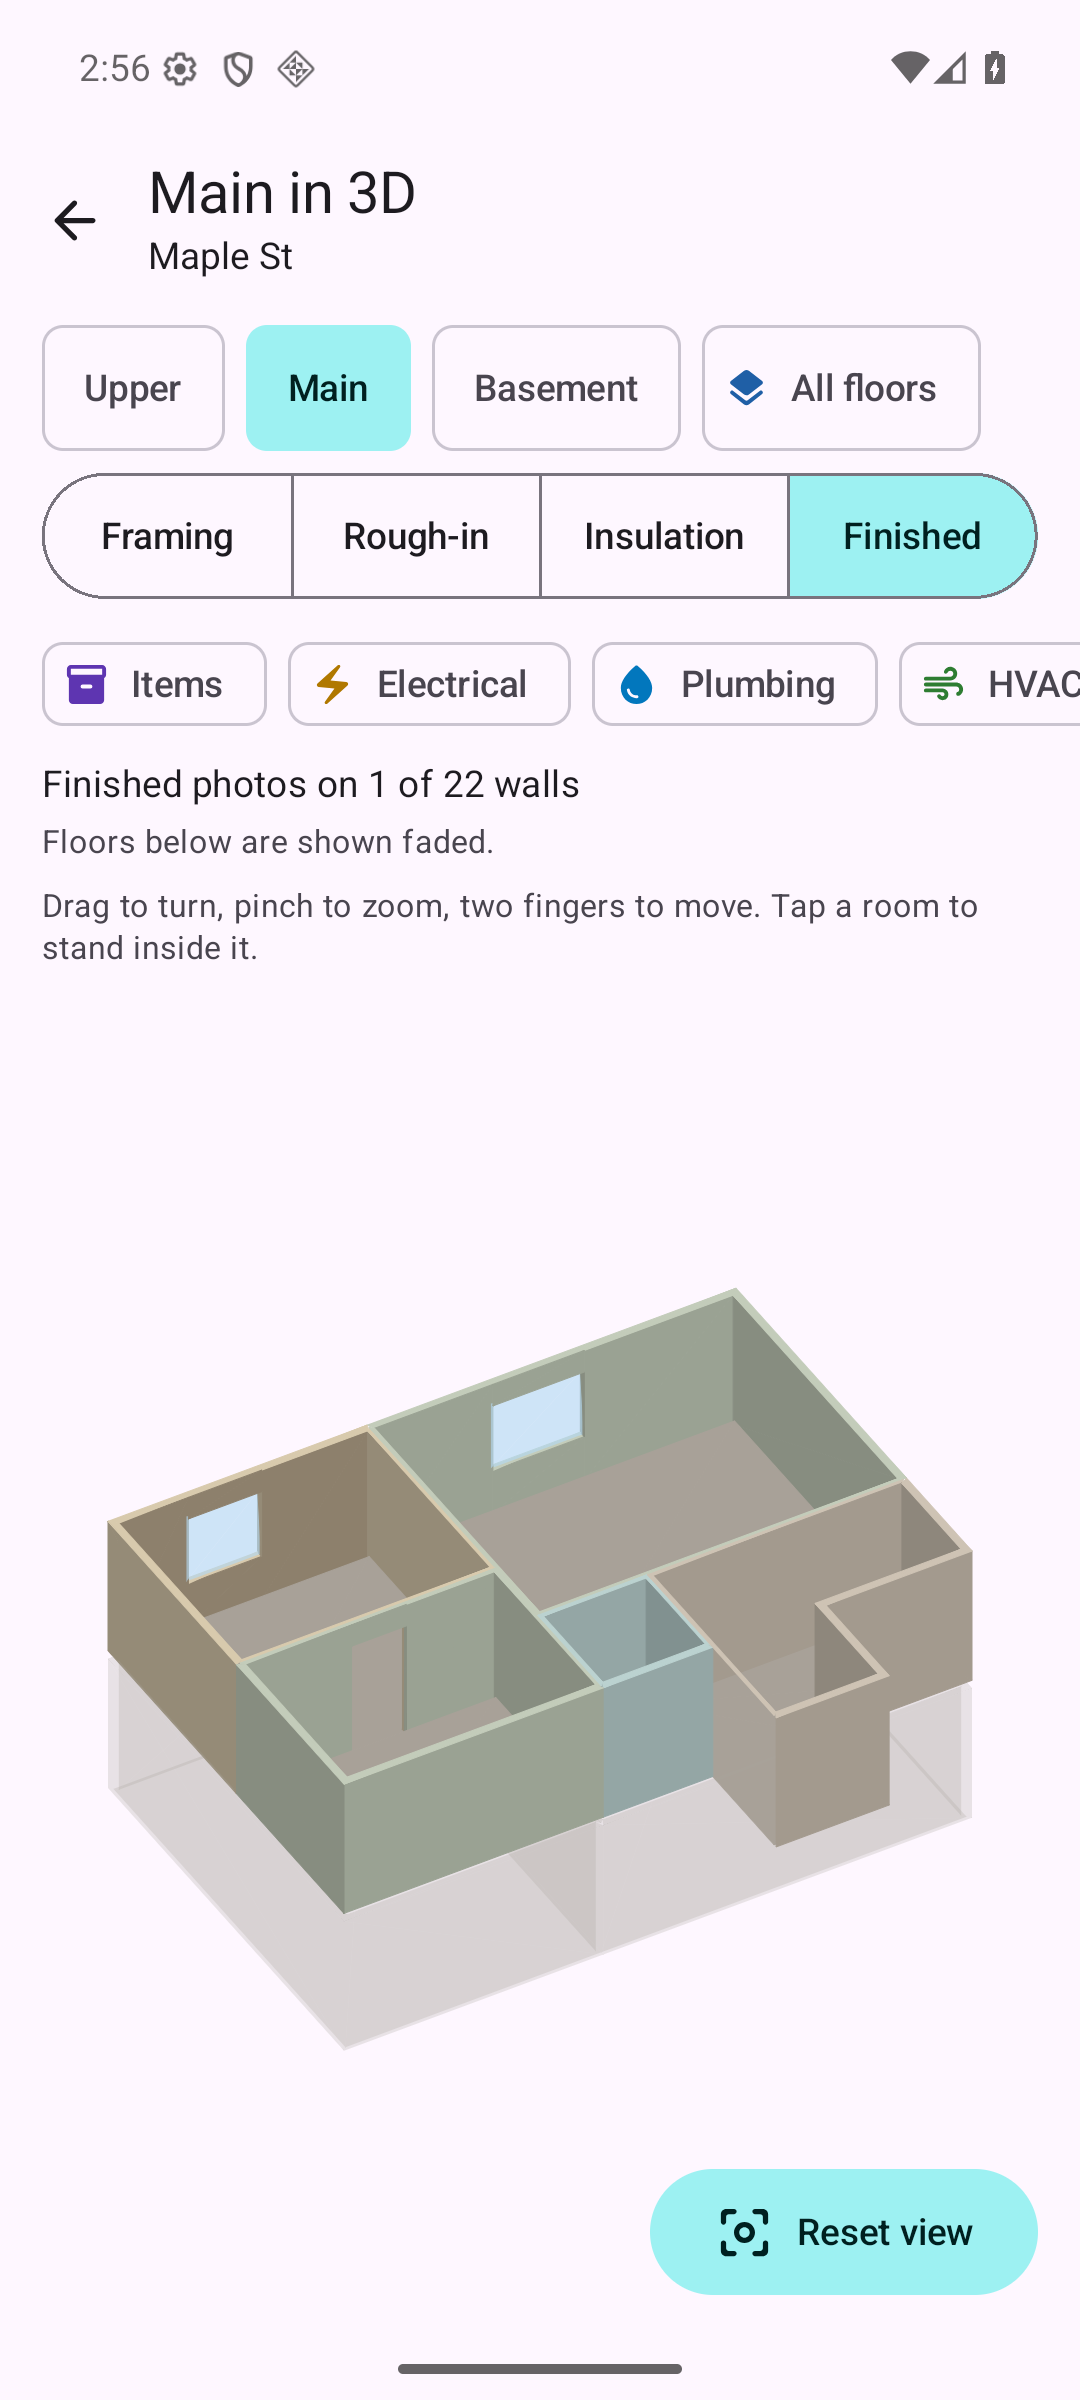 2:56
Main in 3D
Maple St
Upper
Main
Basement
All floors
Framing
Rough-in
Insulation
Finished
Items
Electrical
Plumbing
HVAC
Finished photos on 1 of 22 walls
Floors below are shown faded.
Drag to turn, pinch to zoom, two fingers to move. Tap a room to
stand inside it.
Reset view